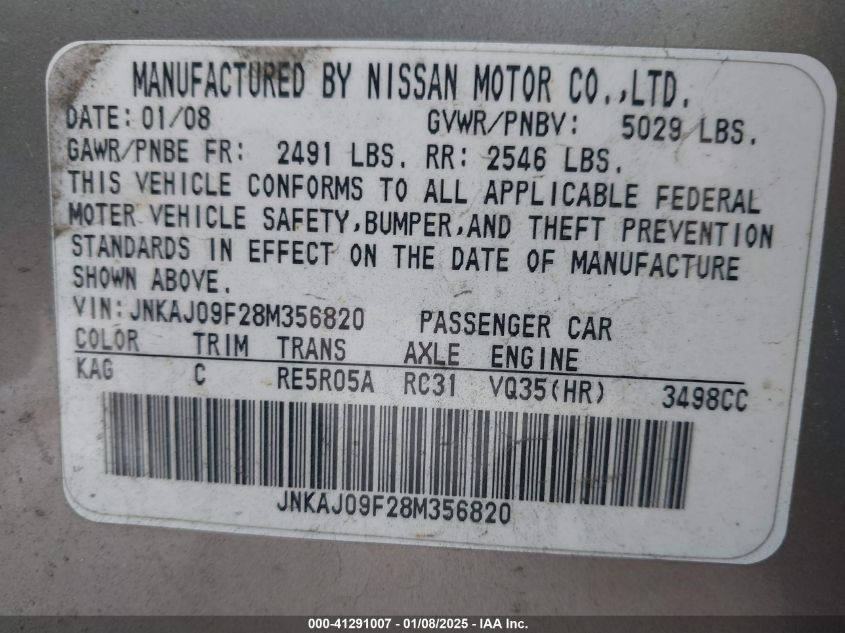 MANUFACTURED BY NISSAN MOTOR CO.,LTD.
DATE: 01/08 GVWR/PNBV: 5029 LBS.
GAWR/PNBE FR: 2491 LBS. RR: 2546 LBS.
THIS VEHICLE CONFORMS TO ALL APPLICABLE FEDERAL
MOTER VEHICLE SAFETY,BUMPER,AND THEFT PREVENTION
STANDARDS IN EFFECT ON THE DATE OF MANUFACTURE
SHOWN ABOVE.
VIN:JNKAJ09F28M356820 PASSENGER CAR
COLOR TRIM TRANS AXLE ENGINE
KAG C RE5R05A RC31 VQ35(HR) 3498CC
JNKAJ09F28M356820
000-41291007 - 01/08/2025 - IAA Inc.